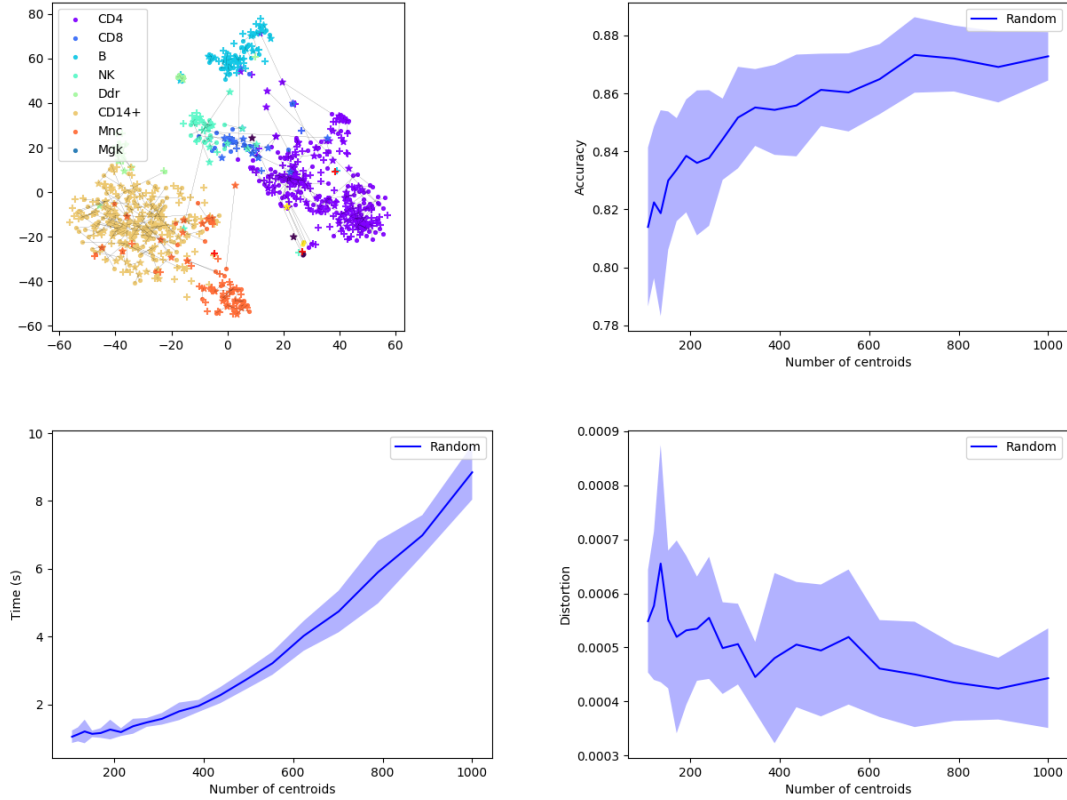 80
60
40
20
0
−20
−40
−60
−60
−40
−20
0
20
40
60
CD4
CD8
B
NK
Ddr
CD14+
Mnc
Mgk
0.88
0.86
0.84
0.82
0.80
0.78
Accuracy
Random
200
400
600
800
1000
Number of centroids
10
8
6
4
2
Time (s)
Random
200
400
600
800
1000
Number of centroids
0.0009
0.0008
0.0007
0.0006
0.0005
0.0004
0.0003
Distortion
Random
200
400
600
800
1000
Number of centroids